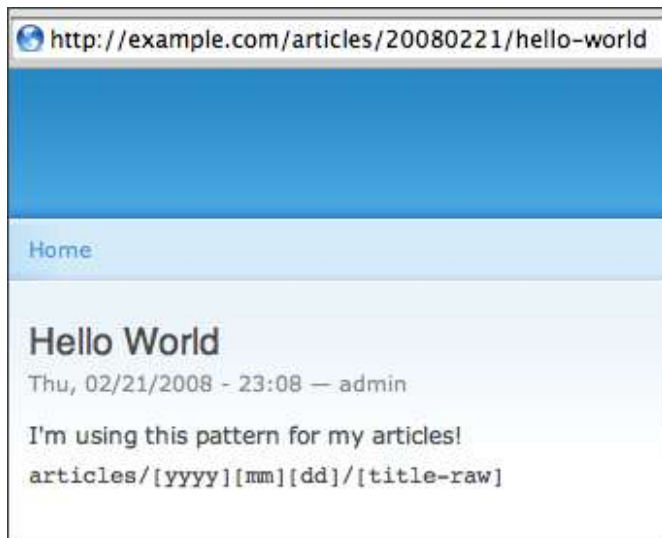 http://example.com/articles/20080221/hello-world
Home
Hello World
Thu, 02/21/2008 - 23:08 — admin
I'm using this pattern for my articles!
articles/[yyyy][mm][dd]/[title-raw]